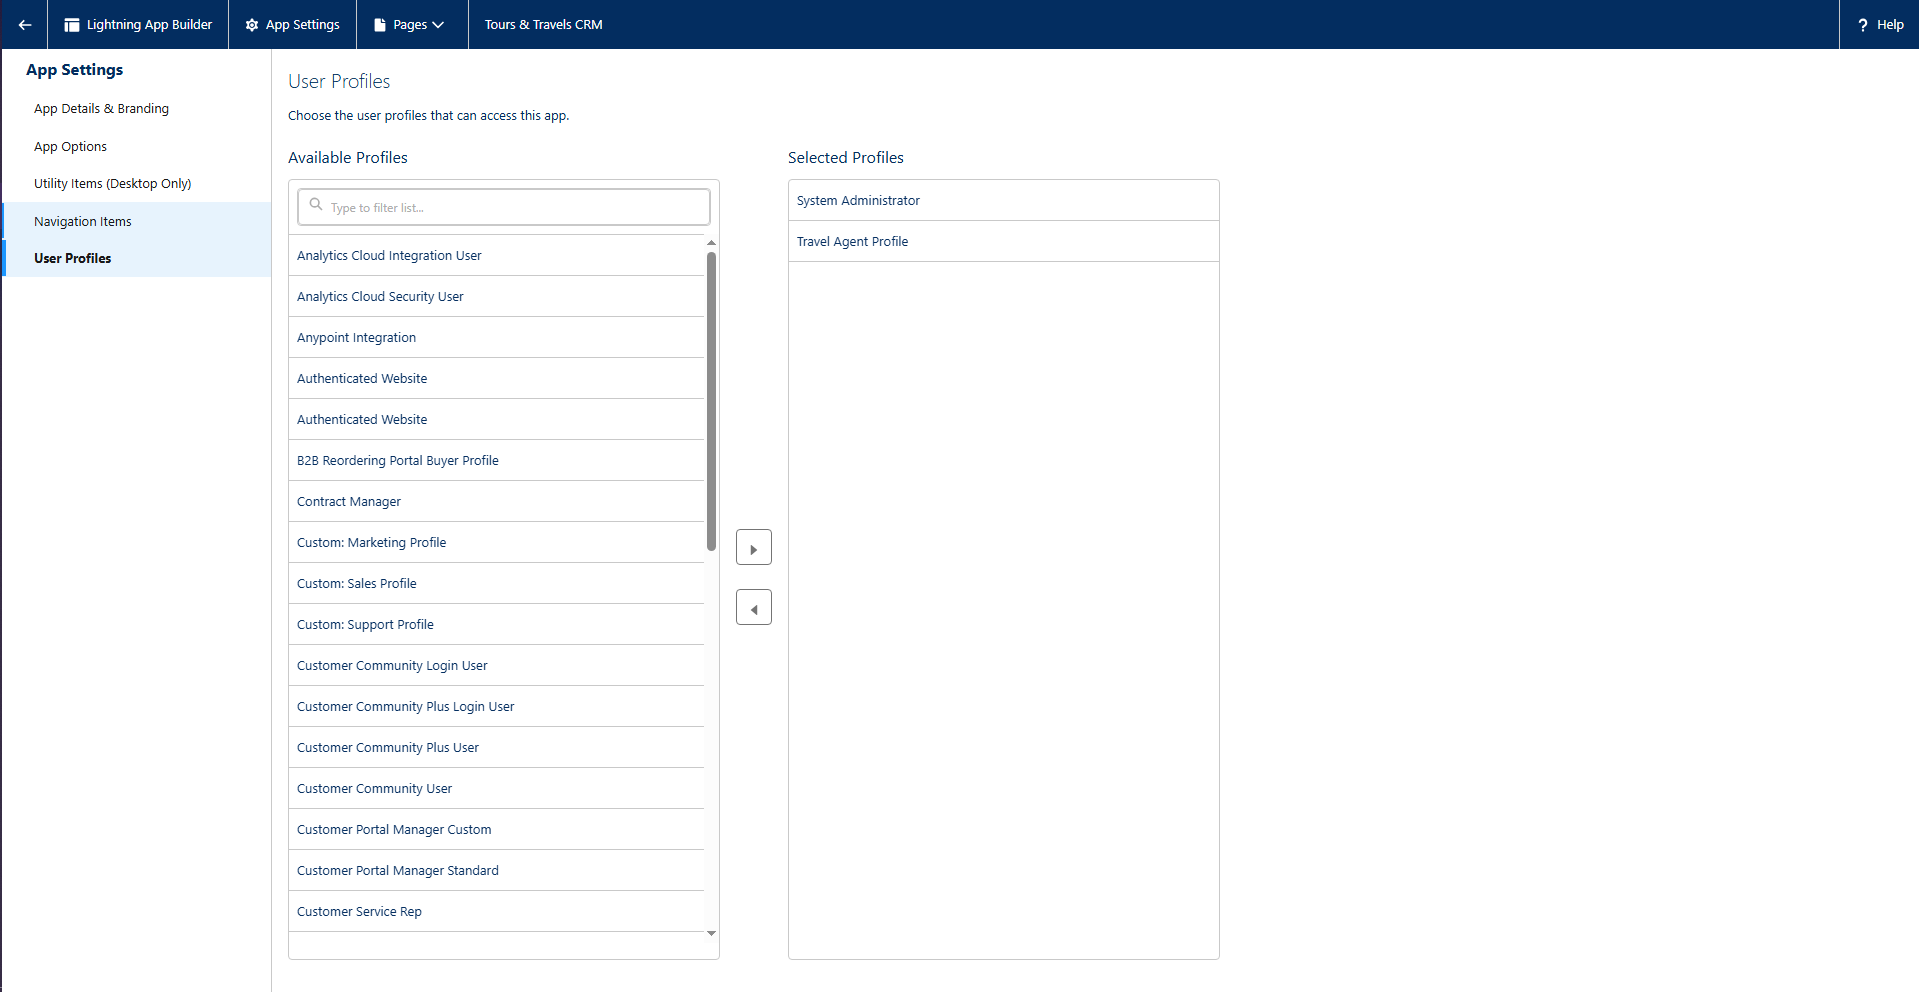 Lightning App Builder
App Settings
Pages
Tours & Travels CRM
? Help
App Settings
App Details & Branding
App Options
Utility Items (Desktop Only)
Navigation Items
User Profiles
User Profiles
Choose the user profiles that can access this app.
Available Profiles
Type to filter list...
Analytics Cloud Integration User
Analytics Cloud Security User
Anypoint Integration
Authenticated Website
Authenticated Website
B2B Reordering Portal Buyer Profile
Contract Manager
Custom: Marketing Profile
Custom: Sales Profile
Custom: Support Profile
Customer Community Login User
Customer Community Plus Login User
Customer Community Plus User
Customer Community User
Customer Portal Manager Custom
Customer Portal Manager Standard
Customer Service Rep
Selected Profiles
System Administrator
Travel Agent Profile